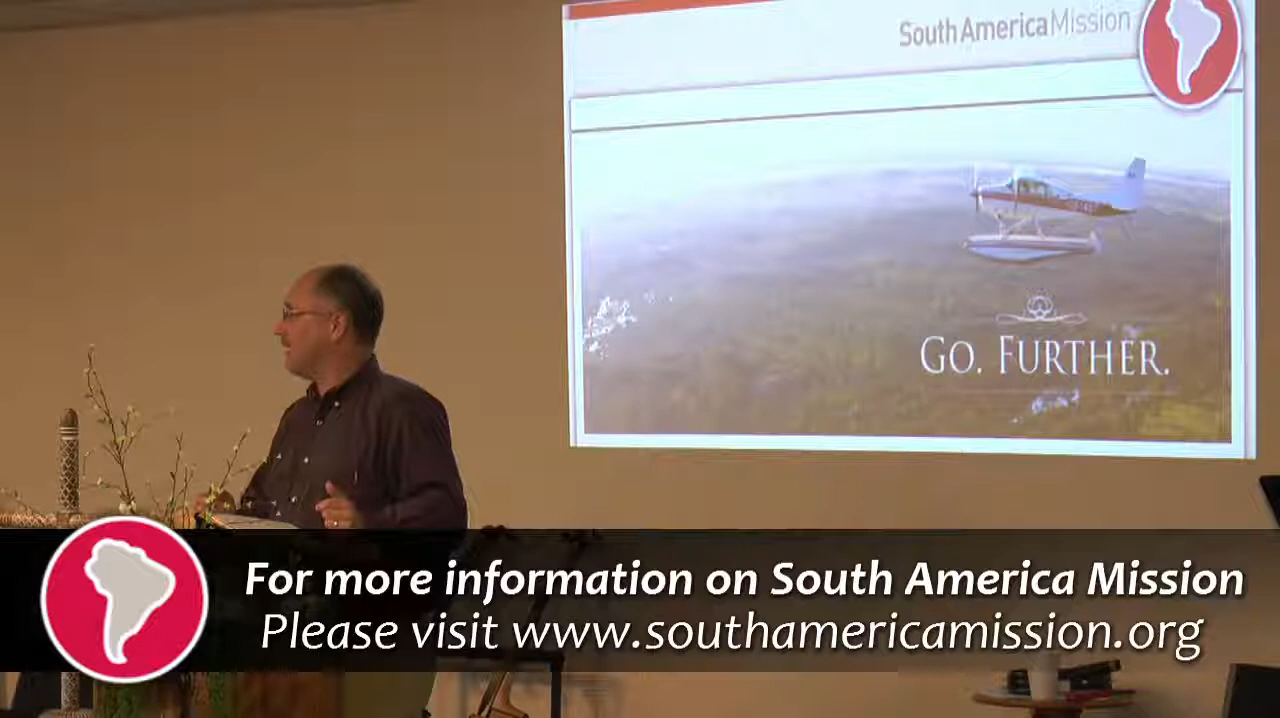 South America Mission
GO. FURTHER.
For more information on South America Mission
Please visit www.southamericamission.org